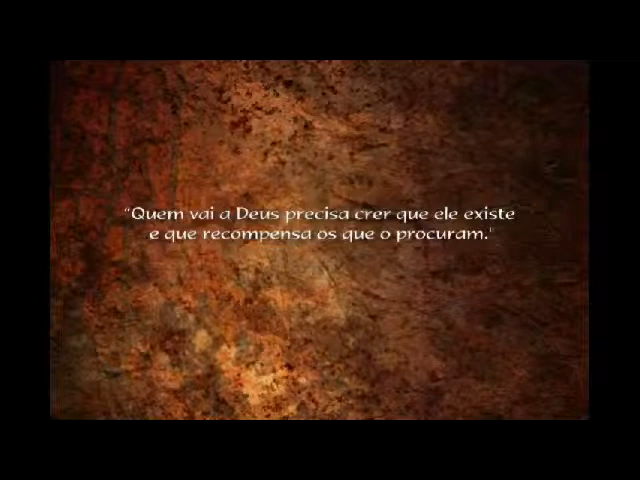 "Quem vai a Deus precisa crer que ele existe
e que recompensa os que o procuram."